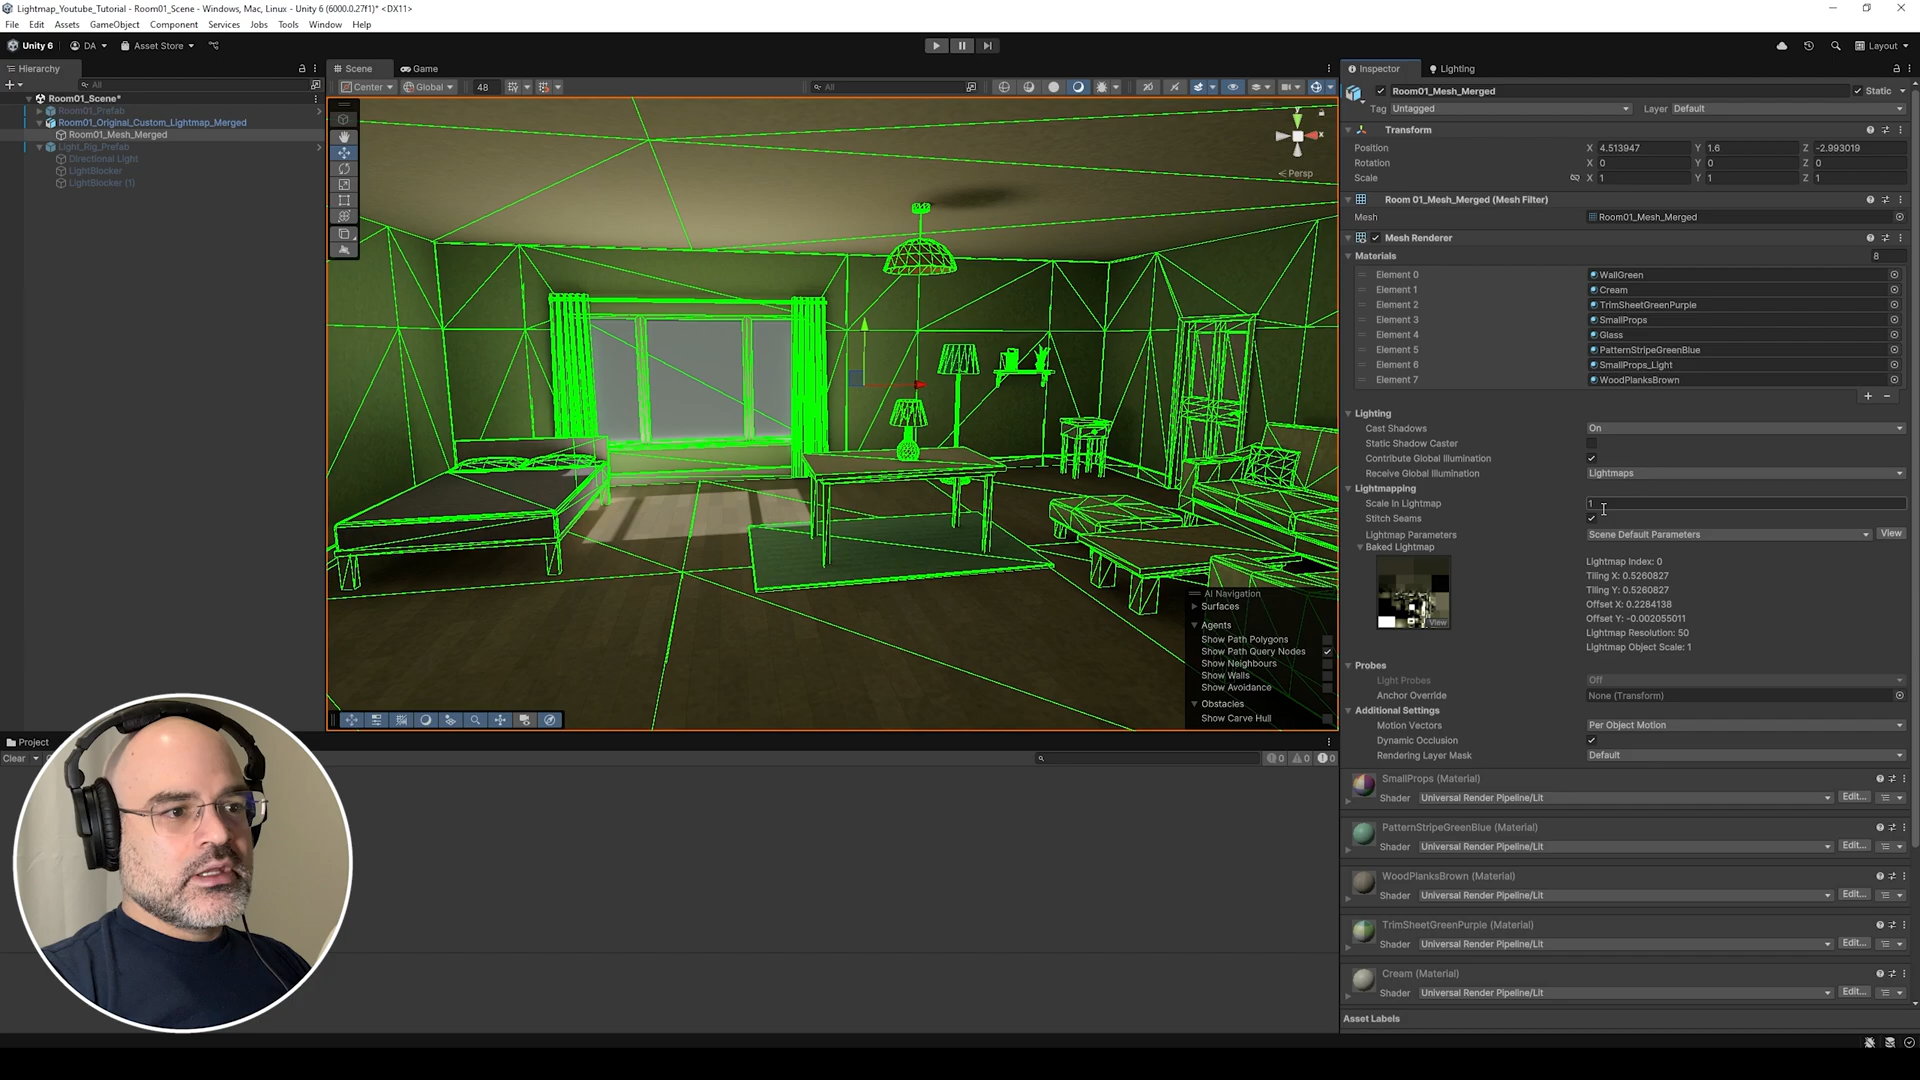 Lightmap_Youtube_Tutorial - Room01_Scene - Windows, Mac, Linux - Unity 6 (6000.0.27f1)* <DX11>
File Edit Assets GameObject Component Services Jobs Tools Window Help
Unity 6 DA Asset Store Layout
Hierarchy Scene Game Inspector Lighting
All Center Global 48 All
Room01_Scene*
Room01_Prefab
Room01_Original_Custom_Lightmap_Merged
Room01_Mesh_Merged
Light_Rig_Prefab
Directional Light
LightBlocker
LightBlocker (1)
y
x
Persp
AI Navigation
Surfaces
Agents
Show Path Polygons
Show Path Query Nodes
Show Neighbours
Show Walls
Show Avoidance
Obstacles
Show Carve Hull
Project
Clear
0 0 0
Room01_Mesh_Merged Static
Tag Untagged Layer Default
Transform
Position X 4.513947 Y 1.6 Z -2.993019
Rotation X 0 Y 0 Z 0
Scale X 1 Y 1 Z 1
Room 01_Mesh_Merged (Mesh Filter)
Mesh Room01_Mesh_Merged
Mesh Renderer
Materials 8
Element 0 WallGreen
Element 1 Cream
Element 2 TrimSheetGreenPurple
Element 3 SmallProps
Element 4 Glass
Element 5 PatternStripeGreenBlue
Element 6 SmallProps_Light
Element 7 WoodPlanksBrown
Lighting
Cast Shadows On
Static Shadow Caster
Contribute Global Illumination
Receive Global Illumination Lightmaps
Lightmapping
Scale In Lightmap 1
Stitch Seams
Lightmap Parameters Scene Default Parameters View
Baked Lightmap
View
Lightmap Index: 0
Tiling X: 0.5260827
Tiling Y: 0.5260827
Offset X: 0.2284138
Offset Y: -0.002055011
Lightmap Resolution: 50
Lightmap Object Scale: 1
Probes
Light Probes Off
Anchor Override None (Transform)
Additional Settings
Motion Vectors Per Object Motion
Dynamic Occlusion
Rendering Layer Mask Default
SmallProps (Material)
Shader Universal Render Pipeline/Lit Edit...
PatternStripeGreenBlue (Material)
Shader Universal Render Pipeline/Lit Edit...
WoodPlanksBrown (Material)
Shader Universal Render Pipeline/Lit Edit...
TrimSheetGreenPurple (Material)
Shader Universal Render Pipeline/Lit Edit...
Cream (Material)
Shader Universal Render Pipeline/Lit Edit...
Asset Labels